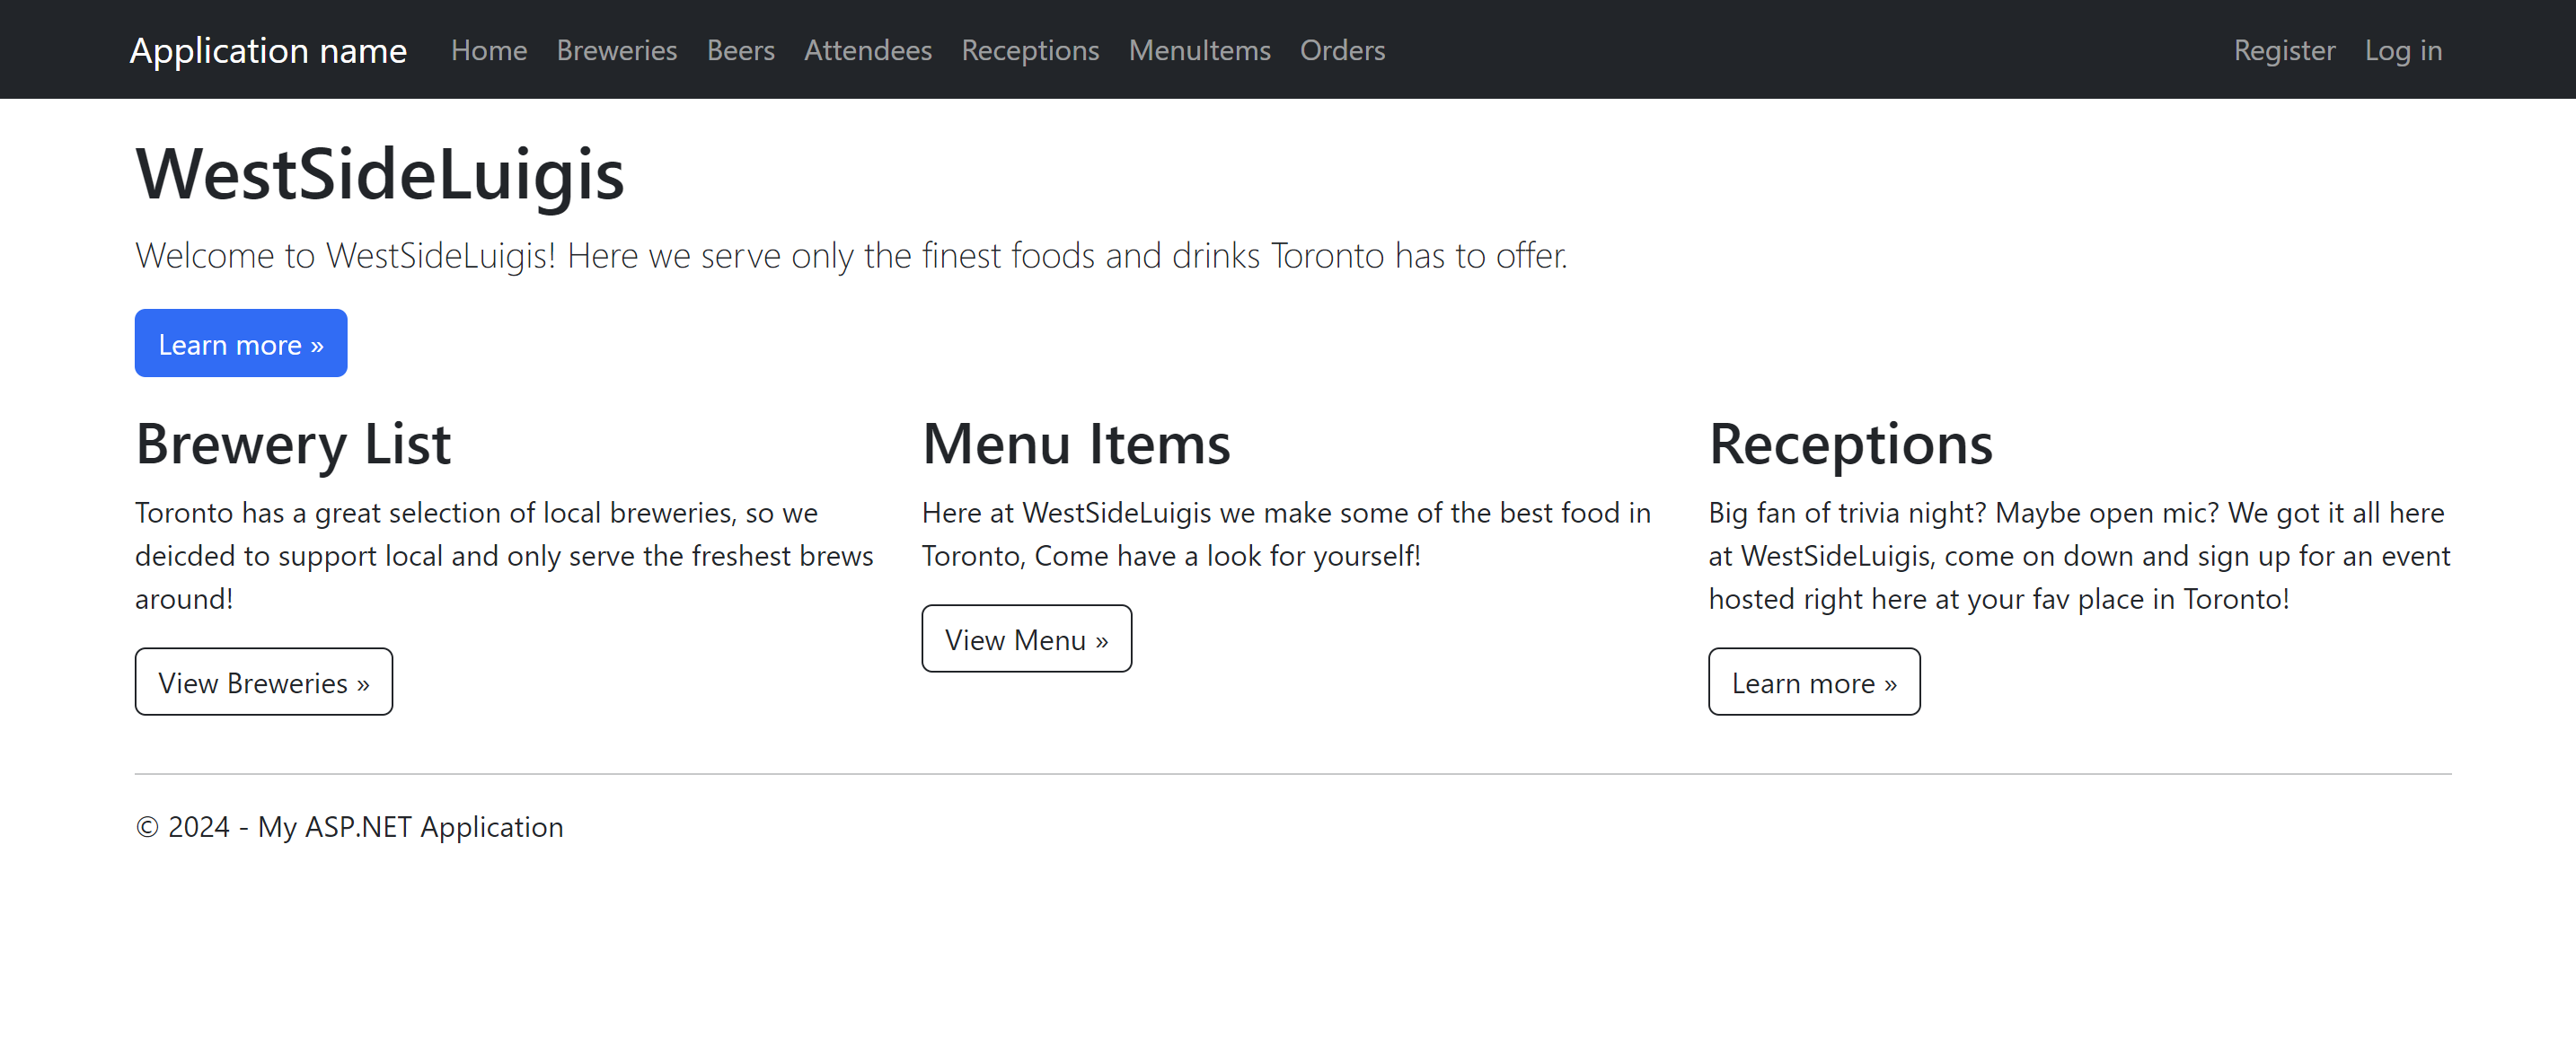 Application name Home Breweries Beers Attendees Receptions MenuItems Orders Register Log in
WestSideLuigis
Welcome to WestSideLuigis! Here we serve only the finest foods and drinks Toronto has to offer.
Learn more »
Brewery List
Toronto has a great selection of local breweries, so we
deicded to support local and only serve the freshest brews
around!
View Breweries »
Menu Items
Here at WestSideLuigis we make some of the best food in
Toronto, Come have a look for yourself!
View Menu »
Receptions
Big fan of trivia night? Maybe open mic? We got it all here
at WestSideLuigis, come on down and sign up for an event
hosted right here at your fav place in Toronto!
Learn more »
© 2024 - My ASP.NET Application